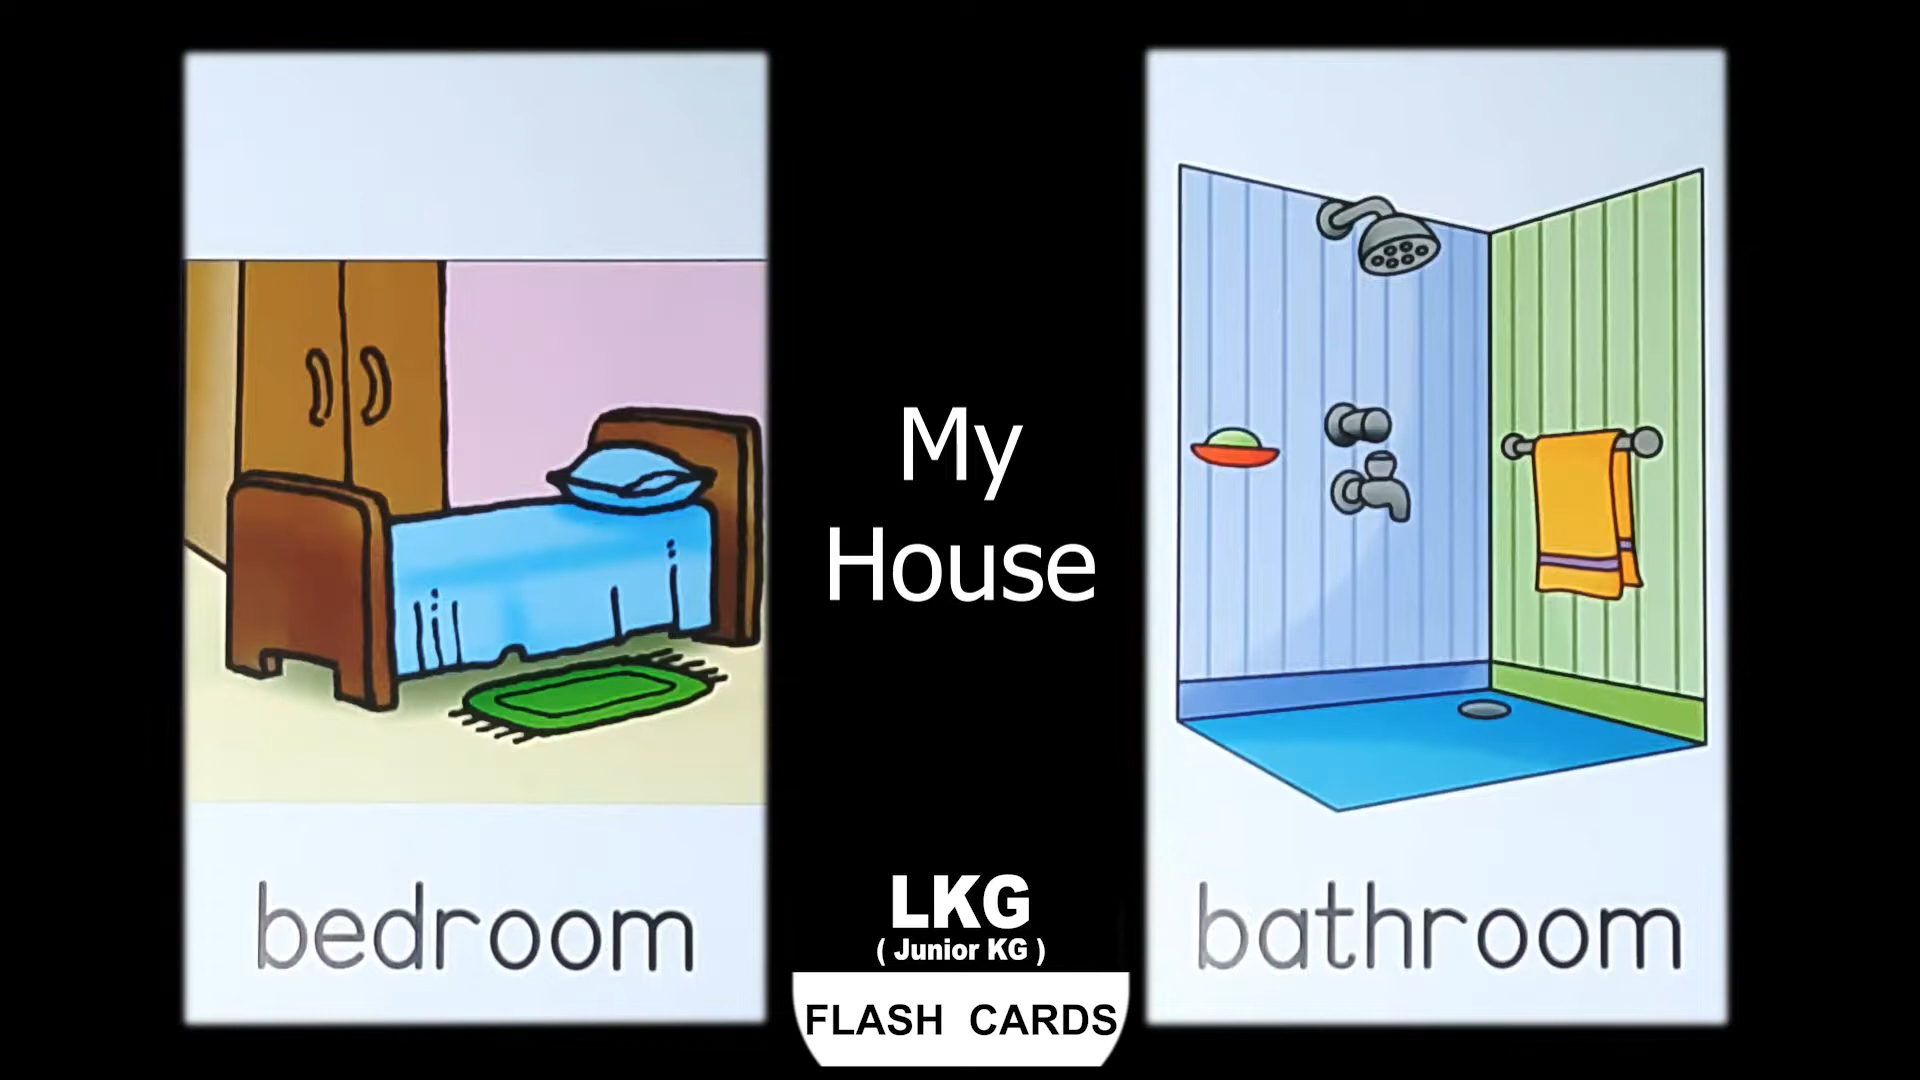 bedroom
My
House
LKG
( Junior KG )
FLASH CARDS
bathroom